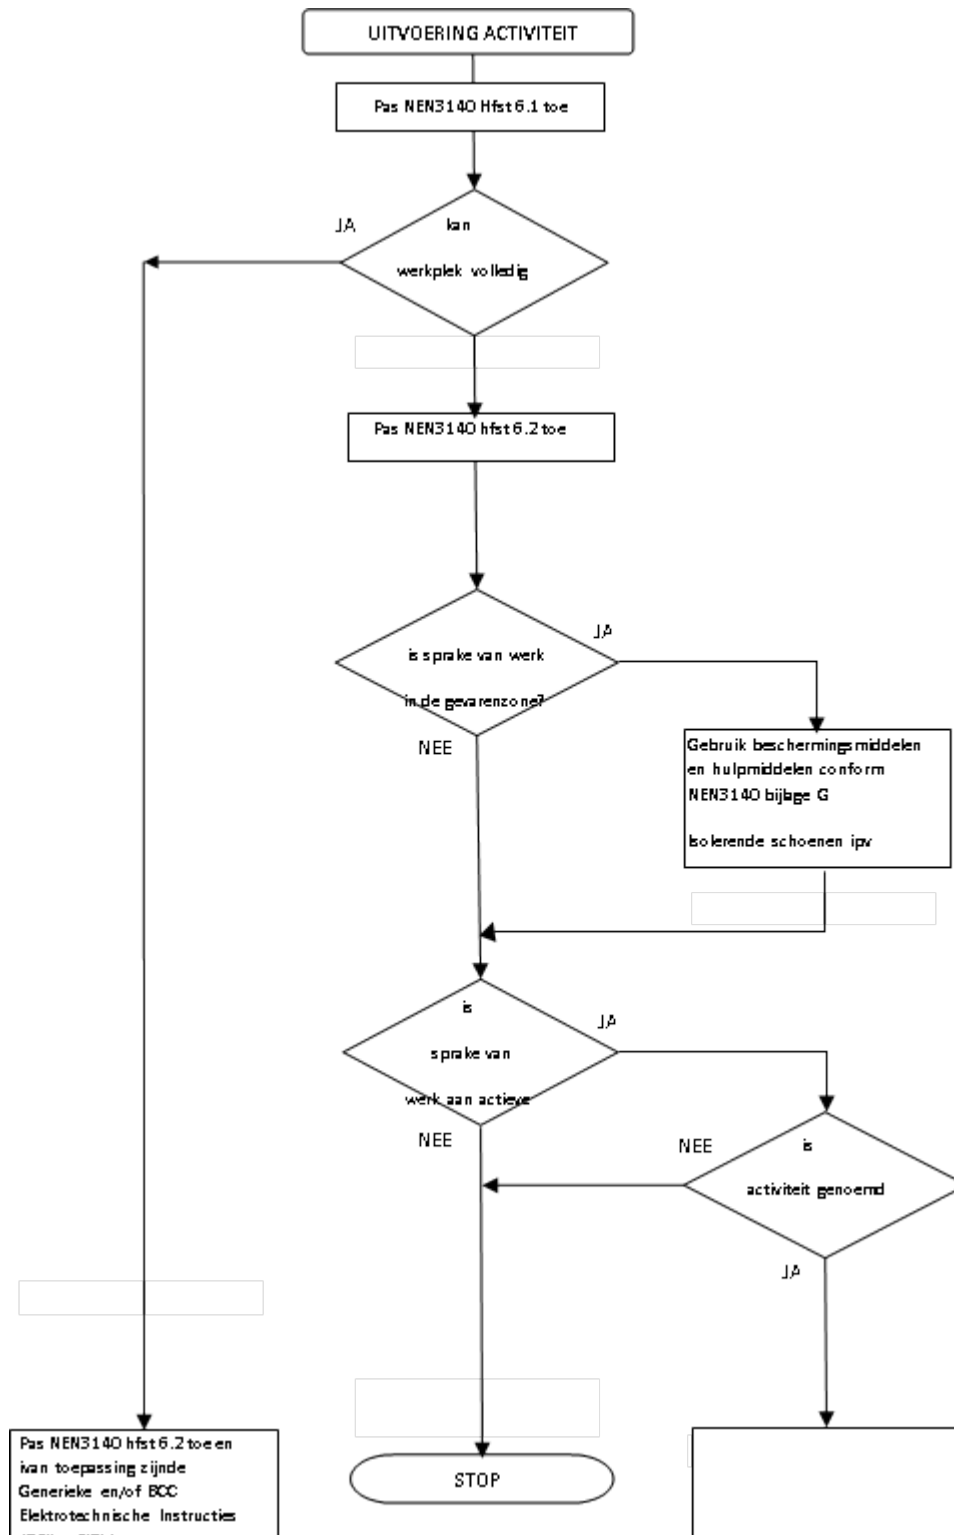 UITVOERING ACTIVITEIT
Pas NEN3140 Hfst 6.1 toe
JA
kan
werkplek volledig
Pas NEN3140 hfst 6.2 toe
JA
is sprake van werk
in de gevarenzone?
NEE
Gebruik beschermingsmiddelen
en hulpmiddelen conform
NEN3140 bijlage G
Isolerende schoenen ipv
is
JA
sprake van
werk aan actieve
NEE
NEE
is
activiteit genoemd
JA
Pas NEN3140 hfst 6.2 toe en
ivan toepassing zijnde
Generieke en/of BCC
Elektrotechnische Instructies
STOP